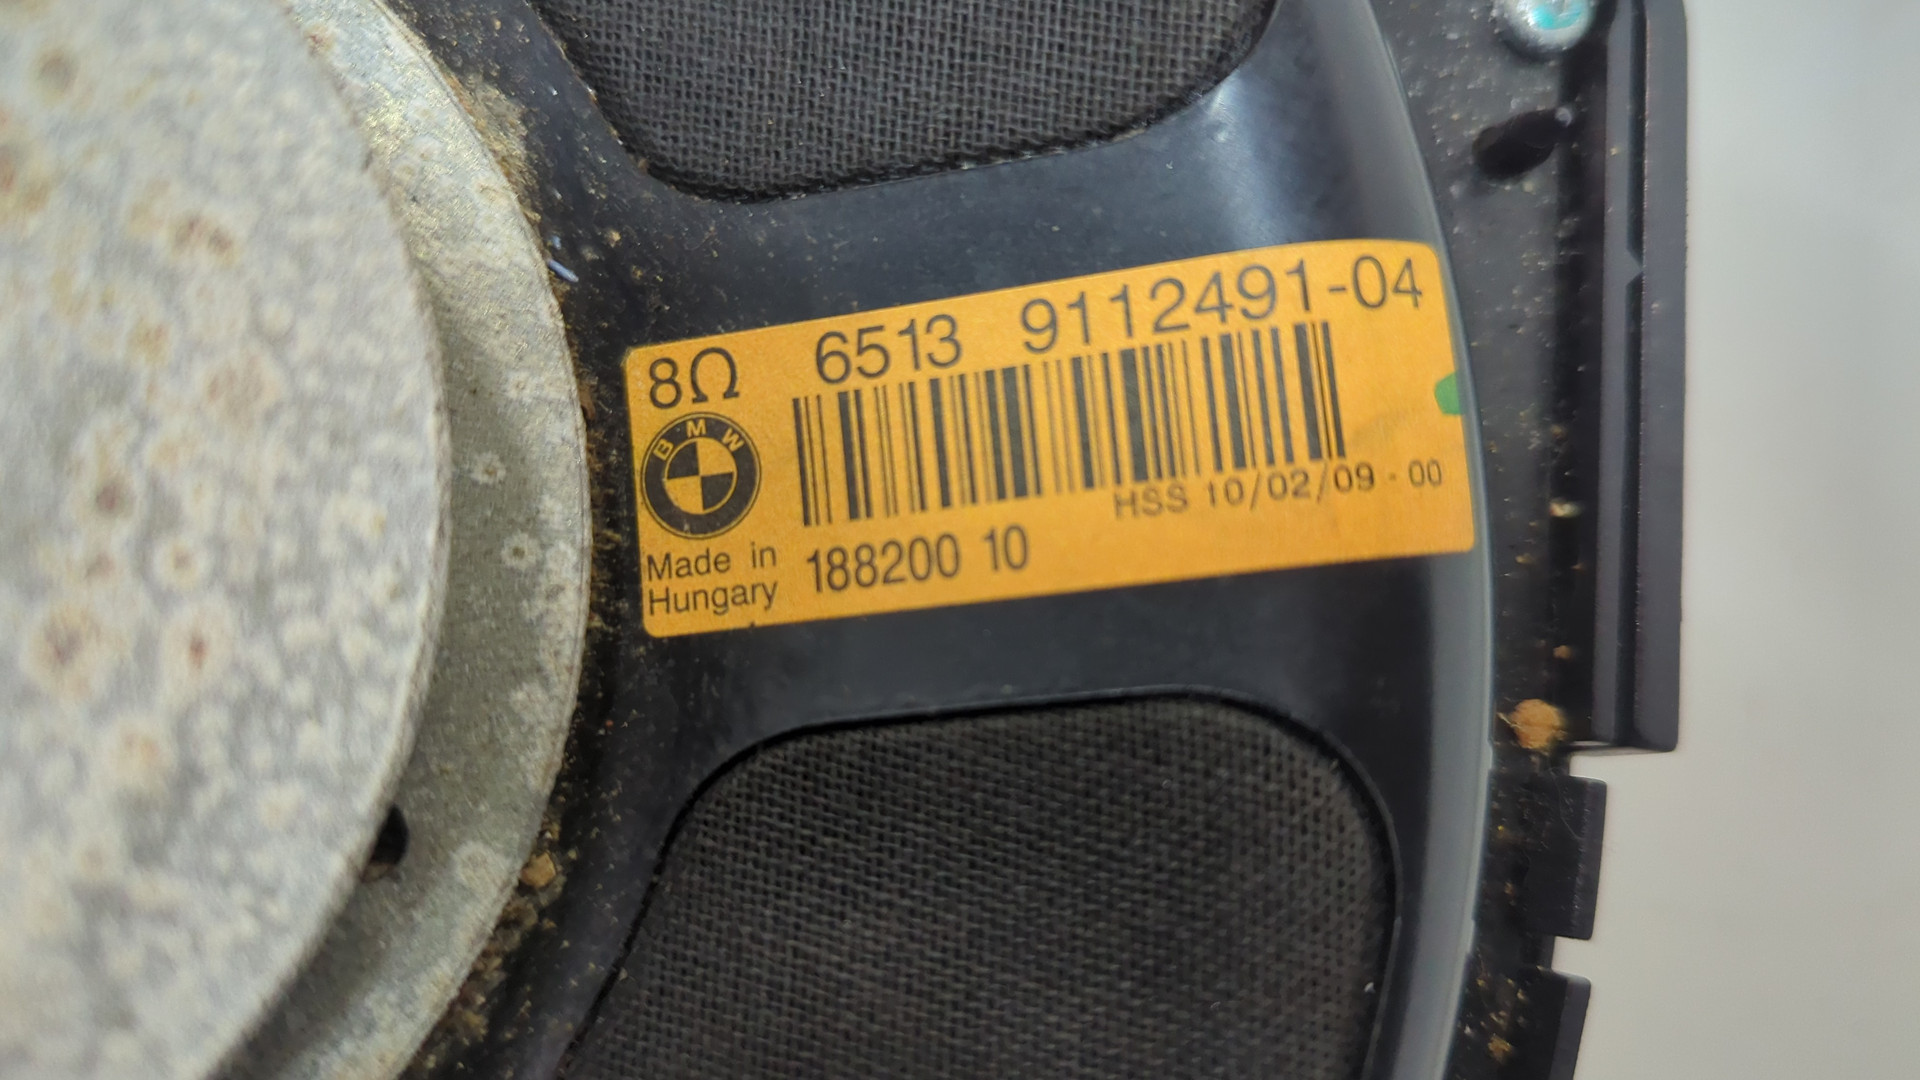 8Ω 6513 9112491-04
BMW
HSS 10/02/09 - 00
Made in
Hungary
188200 10